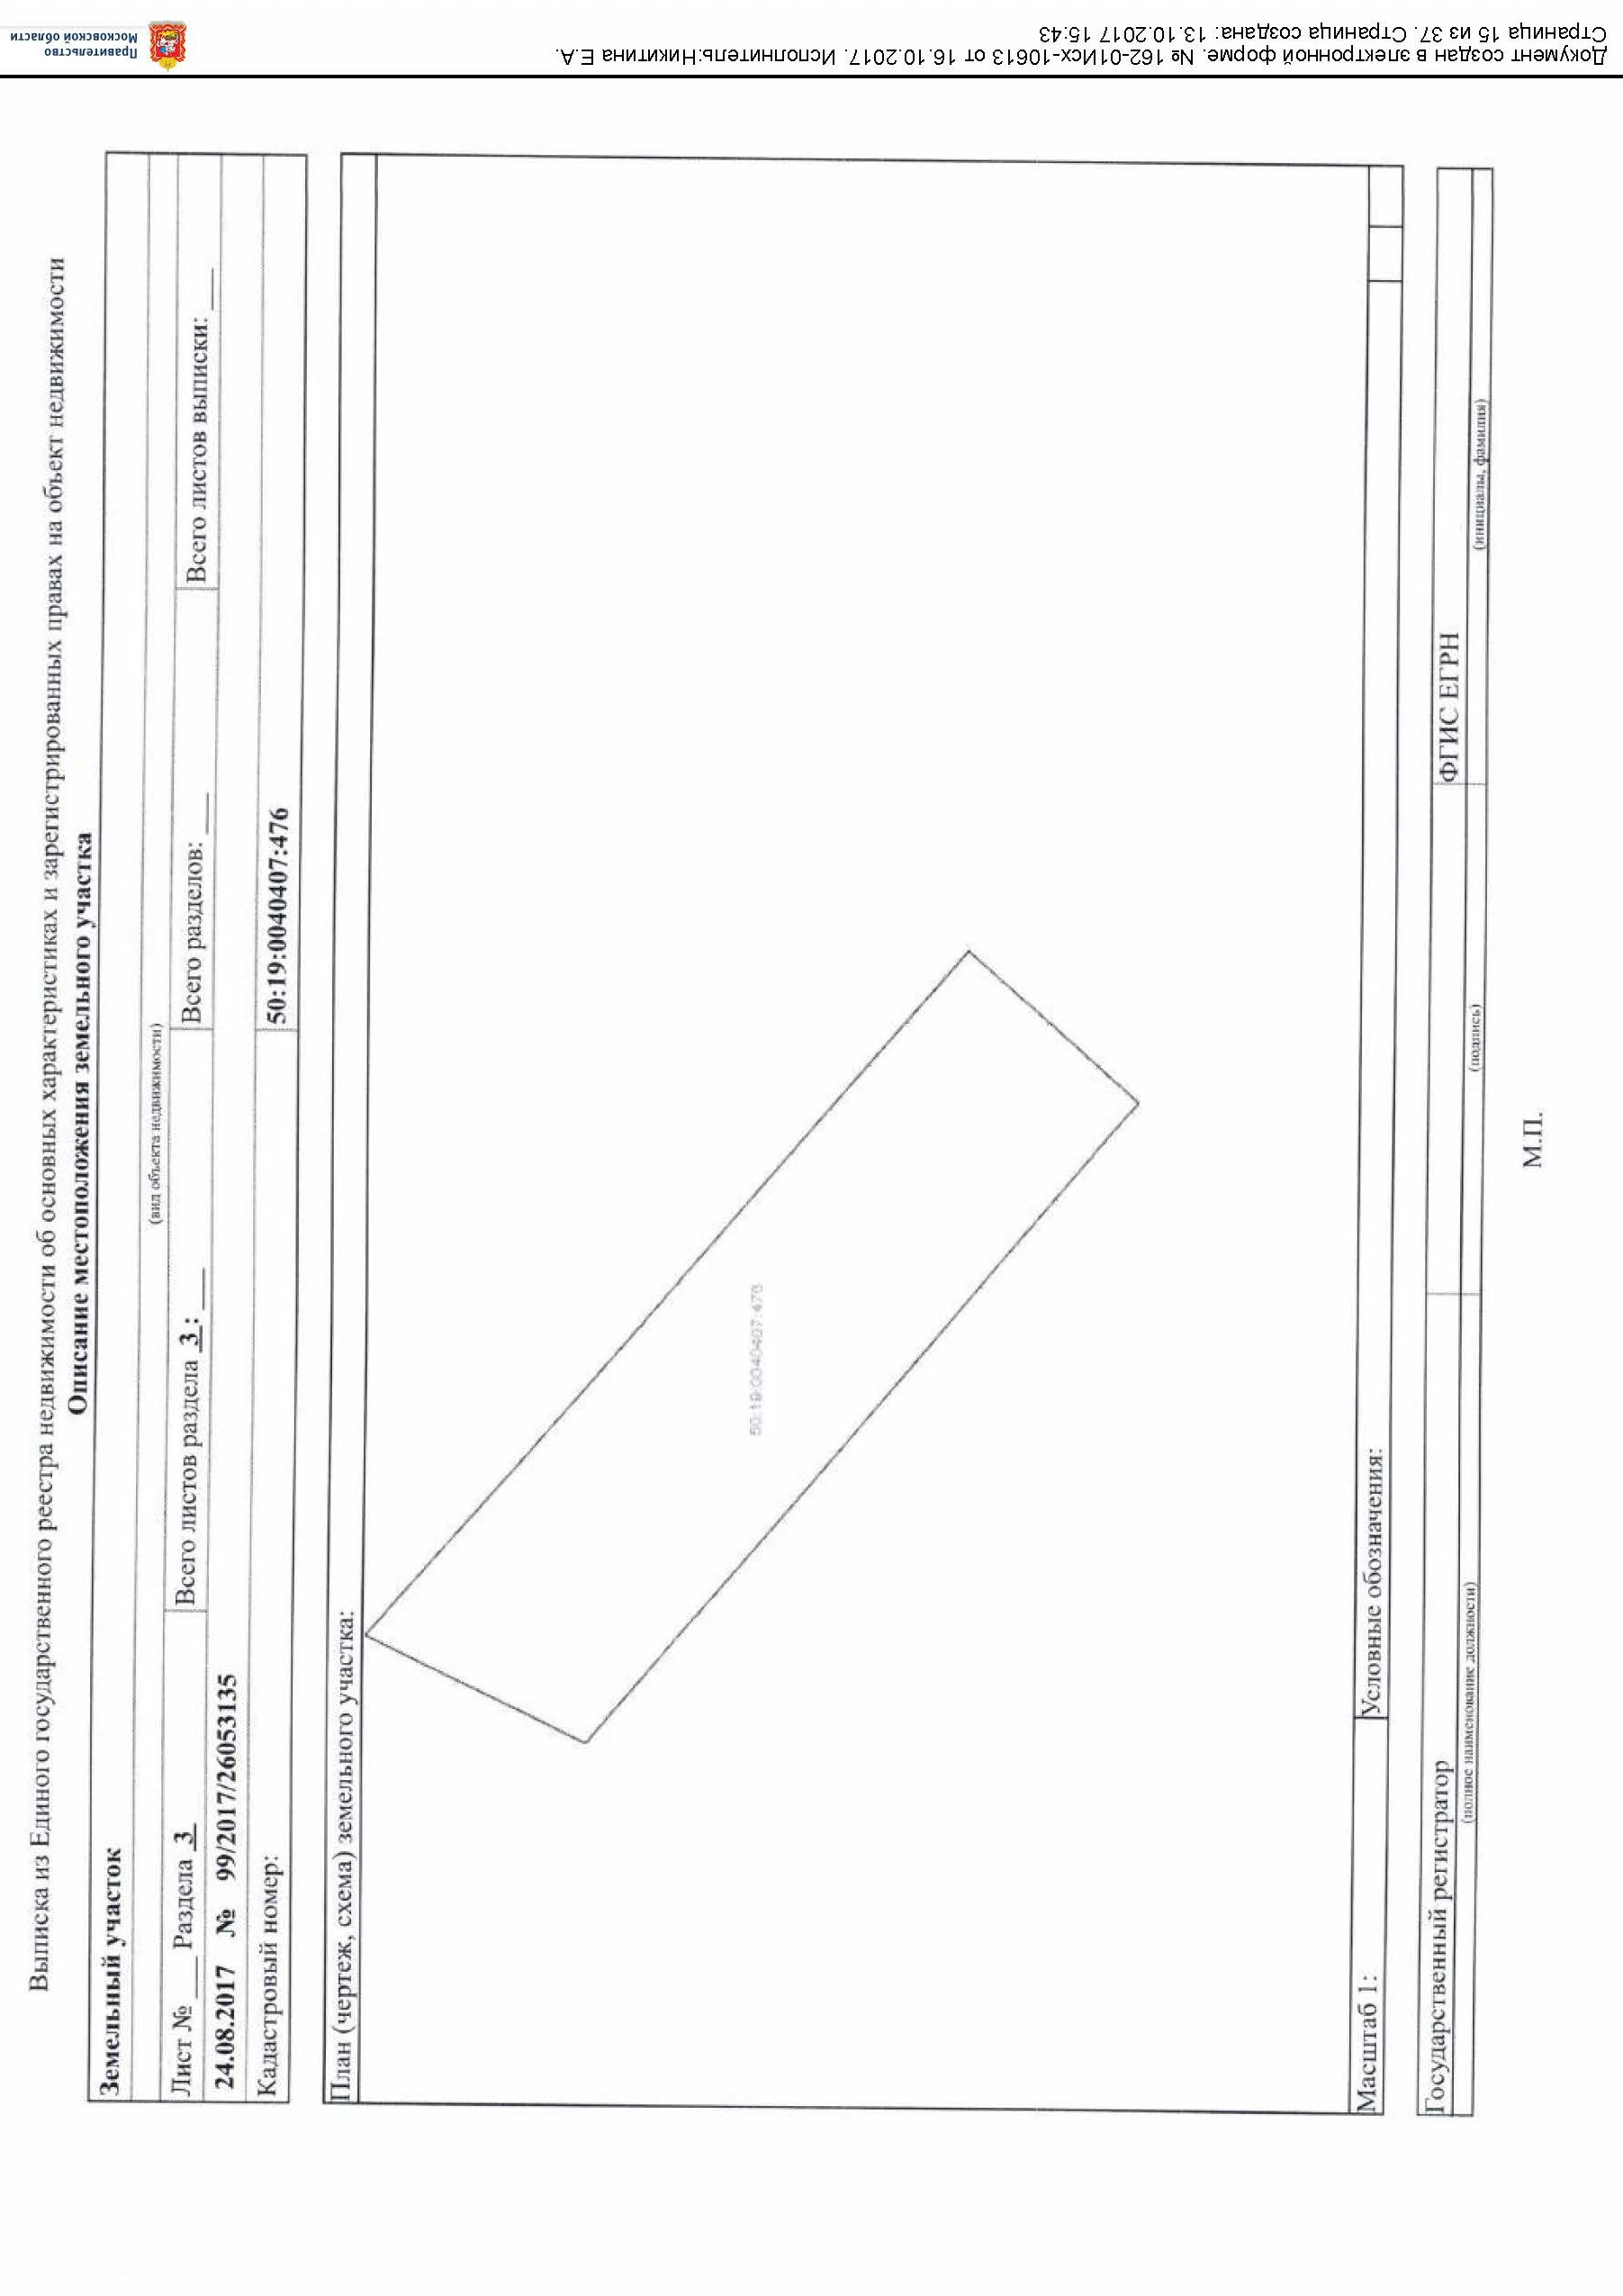 Выписка из Единого государственного реестра недвижимости об основных характеристиках и зарегистрированных правах на объект недвижимости
Описание местоположения земельного участка
Земельный участок
(вид объекта недвижимости)
Лист № ___ Раздела 3 Всего листов раздела 3 : ___ Всего разделов: ___ Всего листов выписки: ___
24.08.2017 № 99/2017/26053135
Кадастровый номер: 50:19:0040407:476
План (чертеж, схема) земельного участка:
50:19:0040407:476
Масштаб 1: Условные обозначения:
Государственный регистратор ФГИС ЕГРН
(полное наименование должности) (подпись) (инициалы, фамилия)
М.П.
Документ создан в электронной форме. № 162-01Исх-10613 от 16.10.2017. Исполнитель:Никитина Е.А.
Страница 15 из 37. Страница создана: 13.10.2017 15:43
Правительство
Московской области